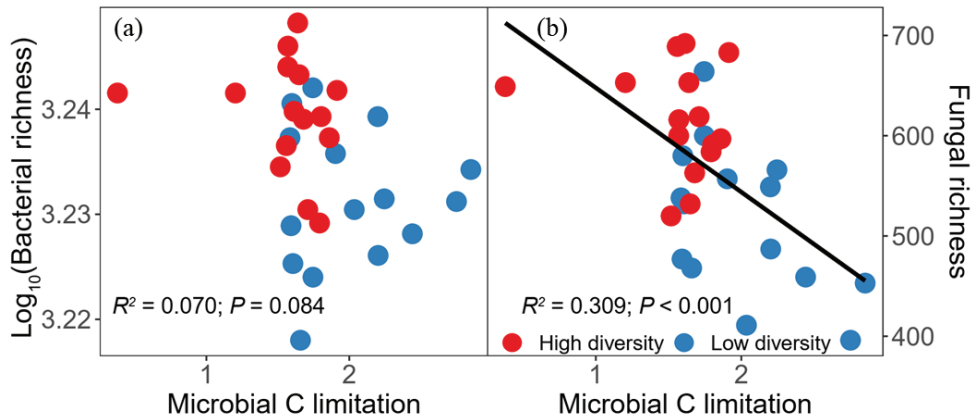 (a)
(b)
Log₁₀(Bacterial richness)
3.24
3.23
3.22
R² = 0.070; P = 0.084
1
2
Microbial C limitation
R² = 0.309; P < 0.001
High diversity
Low diversity
1
2
Microbial C limitation
700
600
500
400
Fungal richness